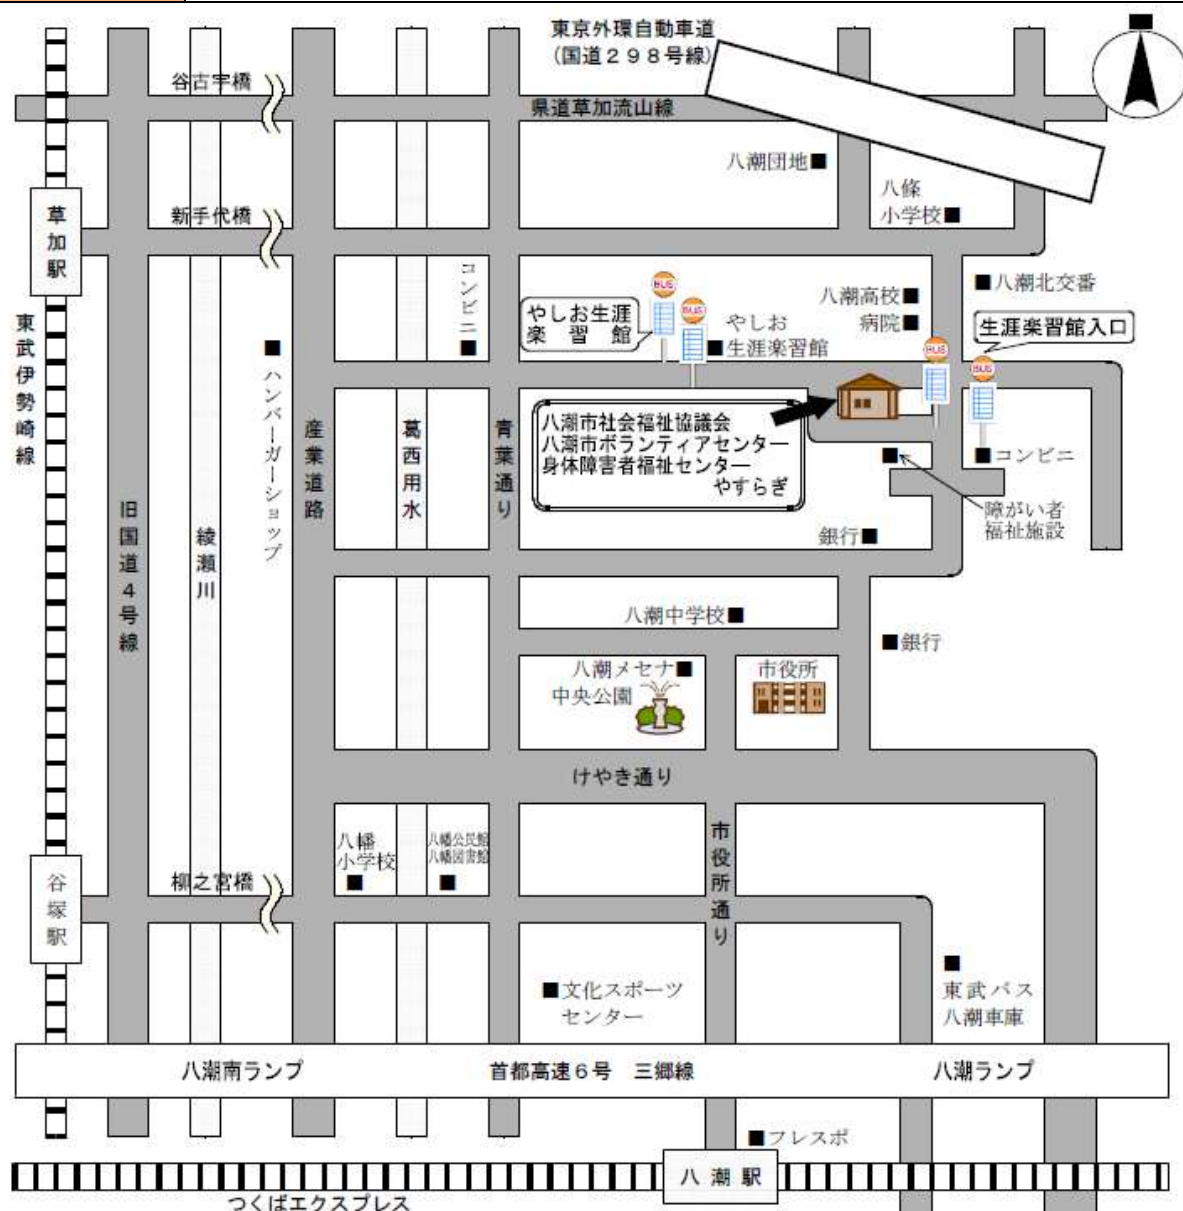 東京外環自動車道
(国道298号線)
谷古宇橋
県道草加流山線
八潮団地■
八條
小学校■
草加駅
新手代橋
コンビニ■
■八潮北交番
八潮高校■
病院■
やしお生涯
楽習館
BUS
BUS
やしお
■生涯楽習館
生涯楽習館入口
BUS
BUS
東武伊勢崎線
■ハンバーガーショップ
産業道路
葛西用水
青葉通り
八潮市社会福祉協議会
八潮市ボランティアセンター
身体障害者福祉センター
やすらぎ
■コンビニ
障がい者
福祉施設
旧国道4号線
綾瀬川
銀行■
八潮中学校■
■銀行
八潮メセナ■
中央公園
市役所
けやき通り
八幡
小学校
■
八幡公民館
八幡図書館
■
市役所通り
谷塚駅
柳之宮橋
■文化スポーツ
センター
■
東武バス
八潮車庫
八潮南ランプ
首都高速6号 三郷線
八潮ランプ
■フレスポ
八潮駅
つくばエクスプレス